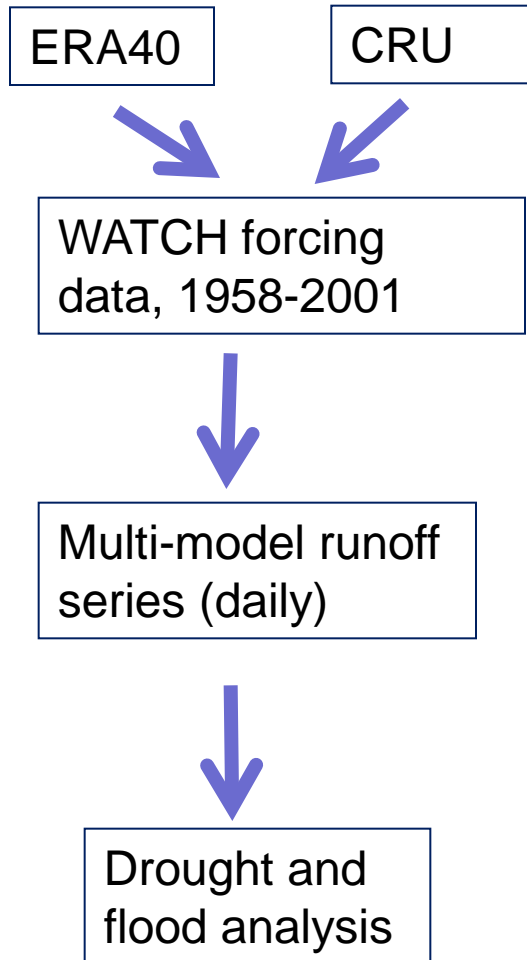 ERA40
CRU
WATCH forcing
data, 1958-2001
Multi-model runoff
series (daily)
Drought and
flood analysis